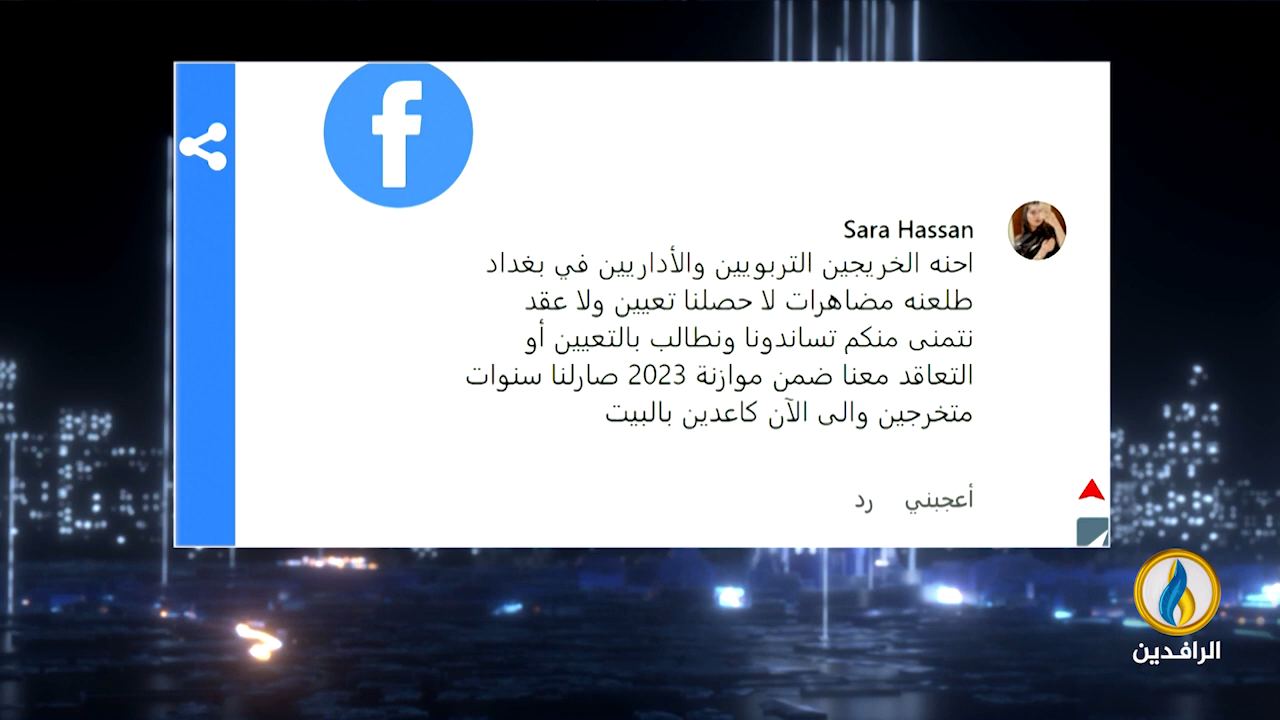 f
Sara Hassan
احنه الخريجين التربويين والأداريين في بغداد
طلعنه مضاهرات لا حصلنا تعيين ولا عقد
نتمنى منكم تساندونا ونطالب بالتعيين أو
التعاقد معنا ضمن موازنة 2023 صارلنا سنوات
متخرجين والى الآن كاعدين بالبيت
أعجبني رد
الرافدين